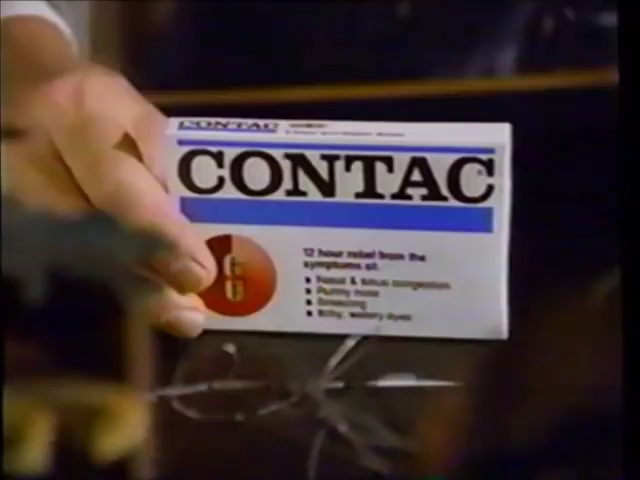 CONTAC
CONTAC
12 hour relief from the
symptoms of:
Nasal & sinus congestion
Runny nose
Sneezing
Itchy, watery eyes